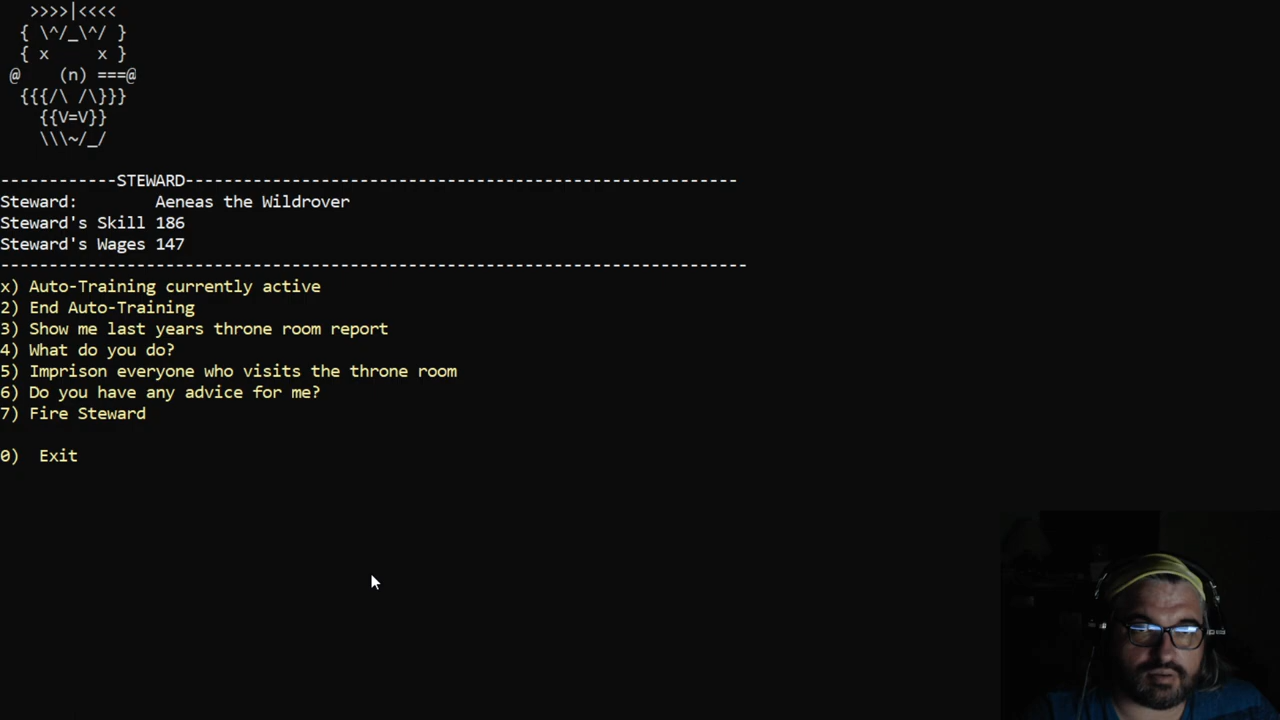 >>>>|<<<<
{ \^/_\^/ }
{ x     x }
@    (n) ===@
{{{/\ /\}}}
{{V=V}}
\\\~/_/
------------STEWARD---------------------------------------------------------
Steward:        Aeneas the Wildrover
Steward's Skill 186
Steward's Wages 147
-----------------------------------------------------------------------------
x) Auto-Training currently active
2) End Auto-Training
3) Show me last years throne room report
4) What do you do?
5) Imprison everyone who visits the throne room
6) Do you have any advice for me?
7) Fire Steward
0)  Exit